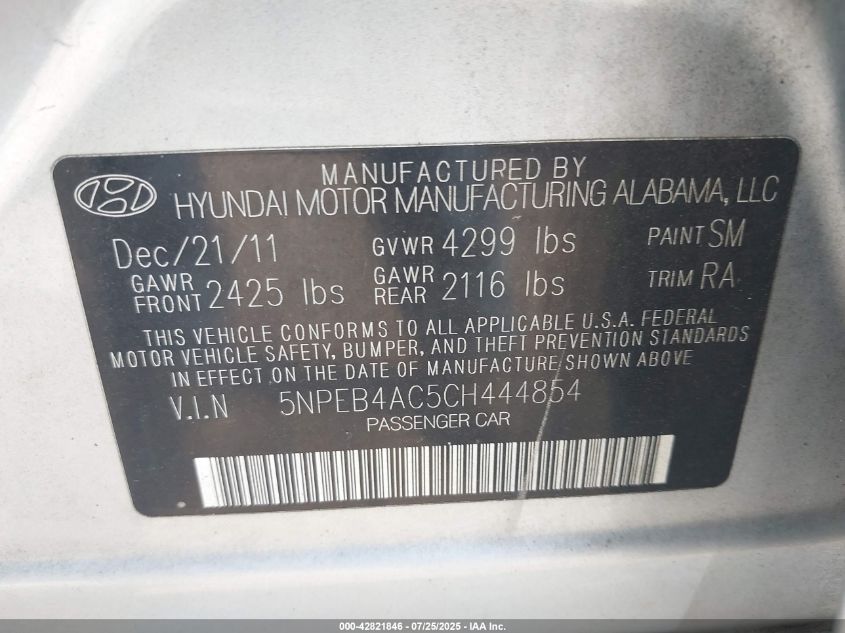 MANUFACTURED BY
HYUNDAI MOTOR MANUFACTURING ALABAMA, LLC
Dec/21/11 GVWR 4299 lbs PAINT SM
GAWR FRONT 2425 lbs GAWR REAR 2116 lbs TRIM RA
THIS VEHICLE CONFORMS TO ALL APPLICABLE U.S.A. FEDERAL
MOTOR VEHICLE SAFETY, BUMPER, AND THEFT PREVENTION STANDARDS
IN EFFECT ON THE DATE OF MANUFACTURE SHOWN ABOVE
V.I.N 5NPEB4AC5CH444854
PASSENGER CAR
000-42821846 - 07/25/2025 - IAA Inc.